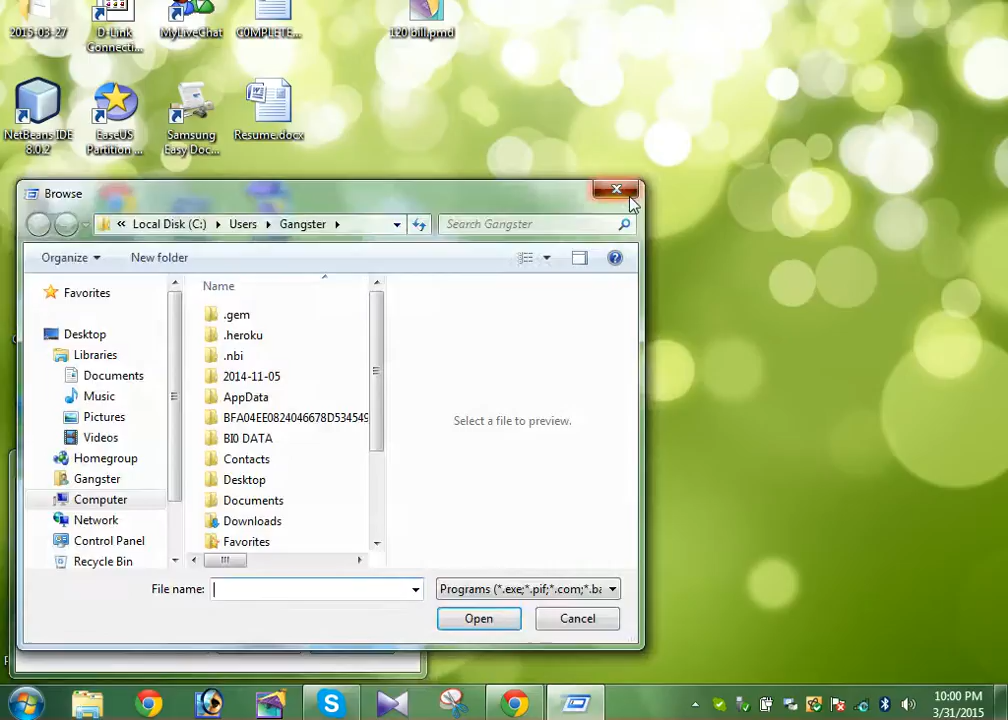 2015-03-27
D-Link Connecti...
MyLiveChat
COMPLETE...
120 bill.pmd
NetBeans IDE 8.0.2
EaseUS Partition ...
Samsung Easy Doc...
Resume.docx
Browse
« Local Disk (C:) Users Gangster
Search Gangster
Organize New folder
Favorites
Desktop
Libraries
Documents
Music
Pictures
Videos
Homegroup
Gangster
Computer
Network
Control Panel
Recycle Bin
Name
.gem
.heroku
.nbi
2014-11-05
AppData
BFA04EE0824046678D534549
BIO DATA
Contacts
Desktop
Documents
Downloads
Favorites
Select a file to preview.
File name:
Programs (*.exe;*.pif;*.com;*.ba
Open Cancel
10:00 PM
3/31/2015